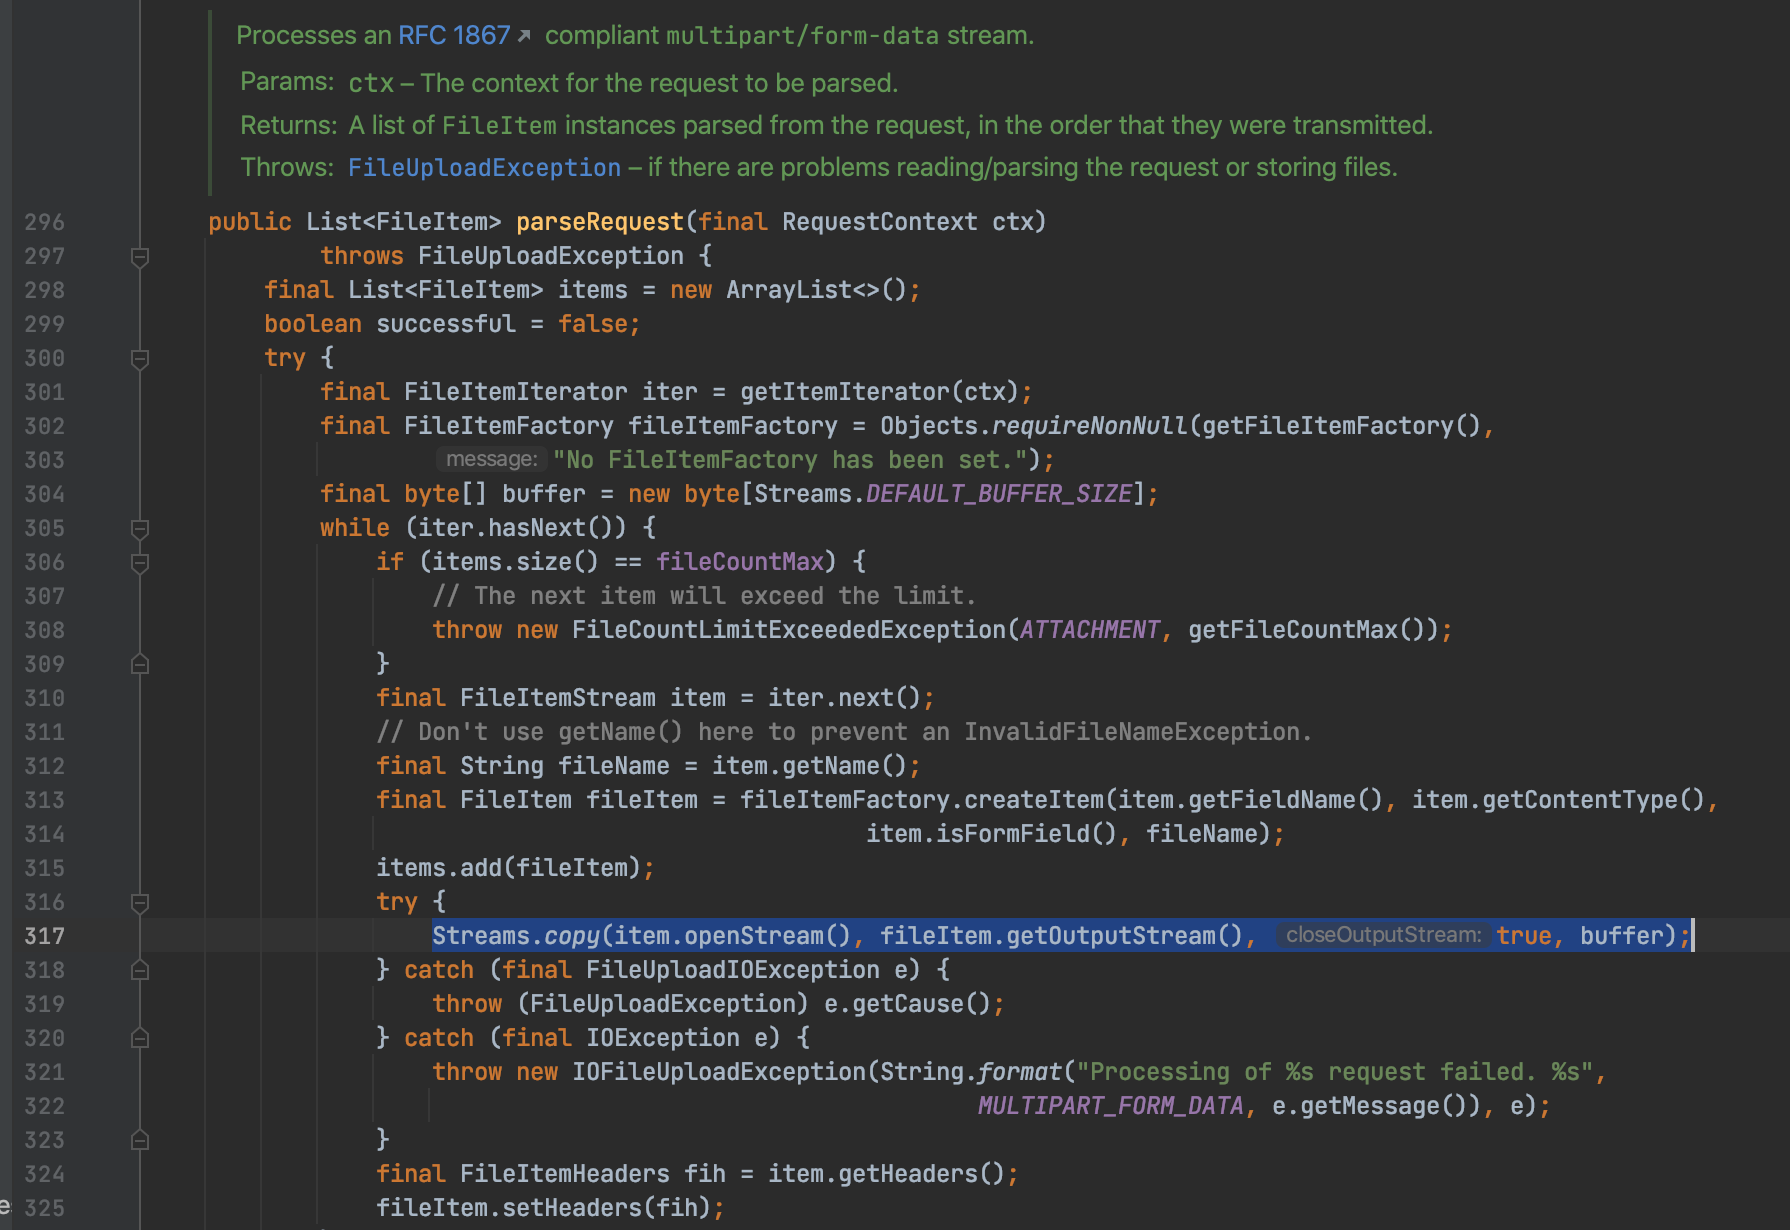 Processes an RFC 1867 compliant multipart/form-data stream.
Params: ctx – The context for the request to be parsed.
Returns: A list of FileItem instances parsed from the request, in the order that they were transmitted.
Throws: FileUploadException – if there are problems reading/parsing the request or storing files.
296 public List<FileItem> parseRequest(final RequestContext ctx)
297 throws FileUploadException {
298 final List<FileItem> items = new ArrayList<>();
299 boolean successful = false;
300 try {
301 final FileItemIterator iter = getItemIterator(ctx);
302 final FileItemFactory fileItemFactory = Objects.requireNonNull(getFileItemFactory(),
303 message: "No FileItemFactory has been set.");
304 final byte[] buffer = new byte[Streams.DEFAULT_BUFFER_SIZE];
305 while (iter.hasNext()) {
306 if (items.size() == fileCountMax) {
307 // The next item will exceed the limit.
308 throw new FileCountLimitExceededException(ATTACHMENT, getFileCountMax());
309 }
310 final FileItemStream item = iter.next();
311 // Don't use getName() here to prevent an InvalidFileNameException.
312 final String fileName = item.getName();
313 final FileItem fileItem = fileItemFactory.createItem(item.getFieldName(), item.getContentType(),
314 item.isFormField(), fileName);
315 items.add(fileItem);
316 try {
317 Streams.copy(item.openStream(), fileItem.getOutputStream(), closeOutputStream: true, buffer);
318 } catch (final FileUploadIOException e) {
319 throw (FileUploadException) e.getCause();
320 } catch (final IOException e) {
321 throw new IOFileUploadException(String.format("Processing of %s request failed. %s",
322 MULTIPART_FORM_DATA, e.getMessage()), e);
323 }
324 final FileItemHeaders fih = item.getHeaders();
325 fileItem.setHeaders(fih);